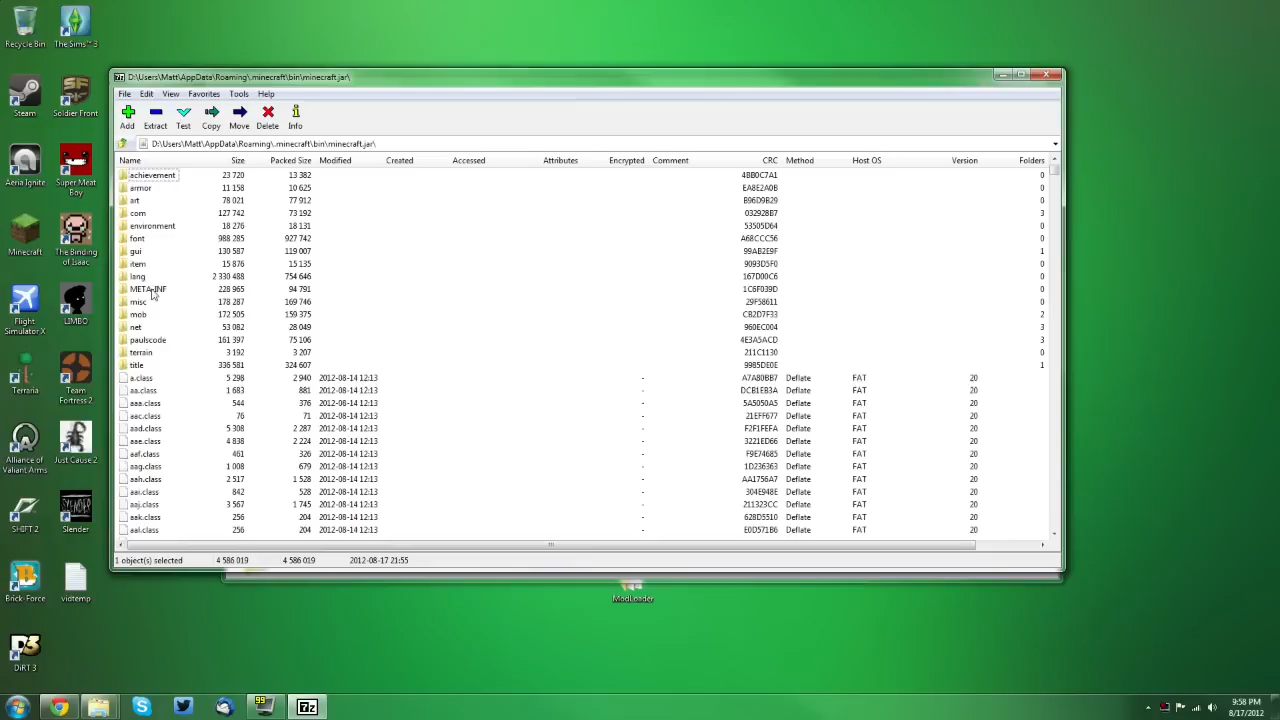 Recycle Bin
The Sims™ 3
Steam
Soldier Front
Aeria Ignite
Super Meat
Boy
Minecraft
The Binding
of Isaac
Flight
Simulator X
LIMBO
Terraria
Team
Fortress 2
Alliance of
Valiant Arms
Just Cause 2
SHIFT 2
Slender
Brick-Force
vidtemp
DiRT 3
D:\Users\Matt\AppData\Roaming\.minecraft\bin\minecraft.jar\
File Edit View Favorites Tools Help
Add Extract Test Copy Move Delete Info
D:\Users\Matt\AppData\Roaming\.minecraft\bin\minecraft.jar\
Name Size Packed Size Modified Created Accessed Attributes Encrypted Comment CRC Method Host OS Version Folders
achievement 23 720 13 382 4BB0C7A1 0
armor 11 158 10 625 EA8E2A0B 0
art 78 021 77 912 B96D9B29 0
com 127 742 73 192 032928B7 3
environment 18 276 18 131 53505D64 0
font 988 285 927 742 A68CCC56 0
gui 130 587 119 007 99AB2E9F 1
item 15 876 15 135 9093D5F0 0
lang 2 330 488 754 646 167D00C6 0
META-INF 228 965 94 791 1C6F039D 0
misc 178 287 169 746 29F58611 0
mob 172 505 159 375 CB2D7F33 2
net 53 082 28 049 960EC004 3
paulscode 161 397 75 106 4E3A5ACD 3
terrain 3 192 3 207 211C1130 0
title 336 581 324 607 9985DE0E 1
a.class 5 298 2 940 2012-08-14 12:13 - A7A80BB7 Deflate FAT 20
aa.class 1 683 881 2012-08-14 12:13 - DCB1EB3A Deflate FAT 20
aaa.class 544 376 2012-08-14 12:13 - 5A5050A5 Deflate FAT 20
aac.class 76 71 2012-08-14 12:13 - 21EFF677 Deflate FAT 20
aad.class 5 308 2 287 2012-08-14 12:13 - F2F1FEFA Deflate FAT 20
aae.class 4 838 2 224 2012-08-14 12:13 - 3221ED66 Deflate FAT 20
aaf.class 461 326 2012-08-14 12:13 - F9E74685 Deflate FAT 20
aag.class 1 008 679 2012-08-14 12:13 - 1D236363 Deflate FAT 20
aah.class 2 517 1 528 2012-08-14 12:13 - AA1756A7 Deflate FAT 20
aai.class 842 528 2012-08-14 12:13 - 304E948E Deflate FAT 20
aaj.class 3 567 1 745 2012-08-14 12:13 - 211323CC Deflate FAT 20
aak.class 256 204 2012-08-14 12:13 - 628D5510 Deflate FAT 20
aal.class 256 204 2012-08-14 12:13 - E0D571B6 Deflate FAT 20
1 object(s) selected 4 586 019 4 586 019 2012-08-17 21:55
ModLoader
9:58 PM
8/17/2012